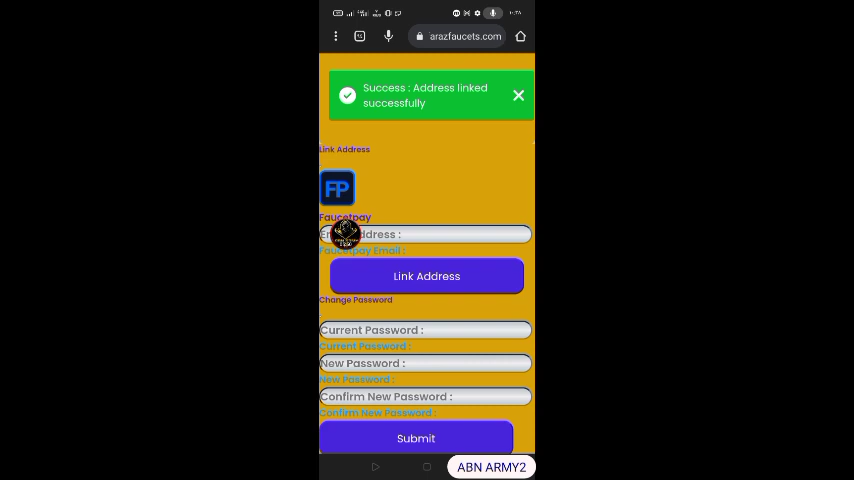 arazfaucets.com
Success : Address linked
successfully
Link Address
FP
Faucetpay
Faucetpay Email :
Link Address
Change Password
Current Password :
Current Password :
New Password :
New Password :
Confirm New Password :
Confirm New Password :
Submit
ABN ARMY2